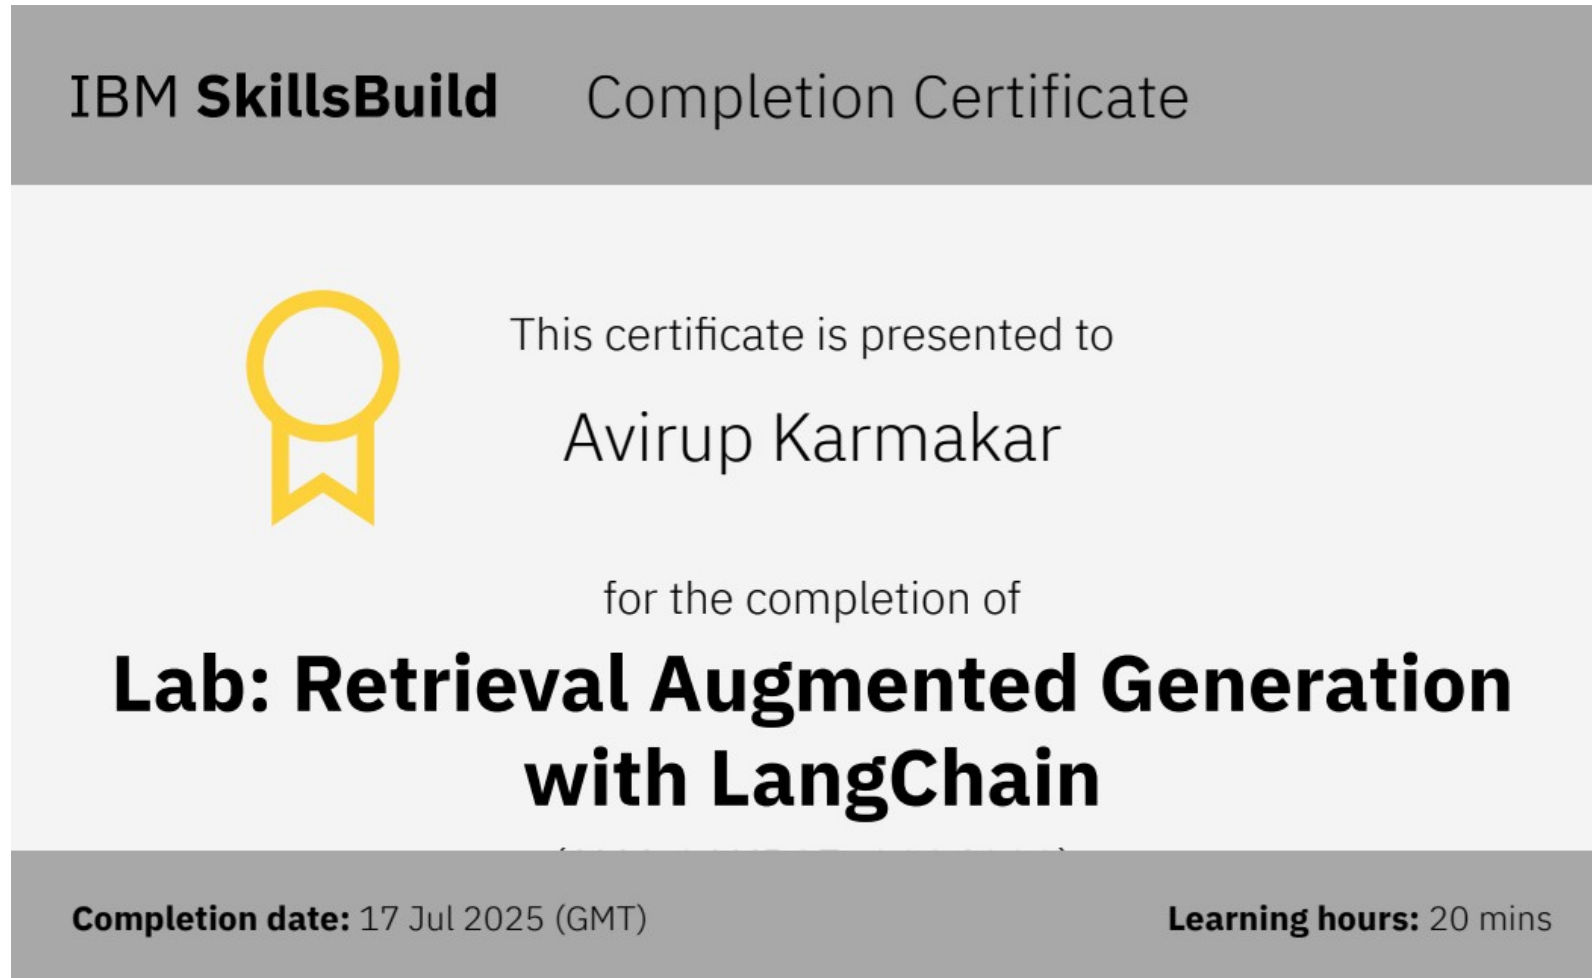 IBM SkillsBuild Completion Certificate
This certificate is presented to
Avirup Karmakar
for the completion of
Lab: Retrieval Augmented Generation
with LangChain
Completion date: 17 Jul 2025 (GMT)
Learning hours: 20 mins